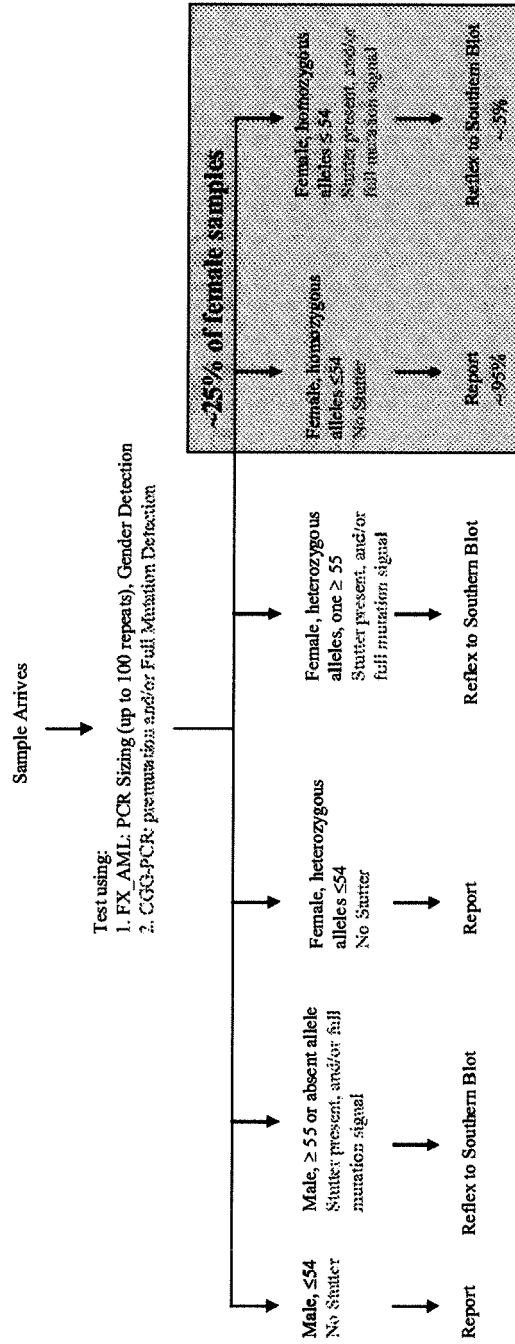 Sample Arrives
Test using:
1. FX_AML: PCR Sizing (up to 100 repeats), Gender Detection
2. CGG-PCR: premutation and/or Full Mutation Detection
~25% of female samples
Male, ≤54
No Stutter
Male, ≥ 55 or absent allele
Stutter present, and/or full
mutation signal
Female, heterozygous
alleles ≤54
No Stutter
Female, heterozygous
alleles, one ≥ 55
Stutter present, and/or
full mutation signal
Female, homozygous
alleles ≤54
No Stutter
Female, homozygous
alleles ≤ 54
Stutter present, and/or
full mutation signal
Report
Reflex to Southern Blot
Report
Reflex to Southern Blot
Report
~95%
Reflex to Southern Blot
~5%